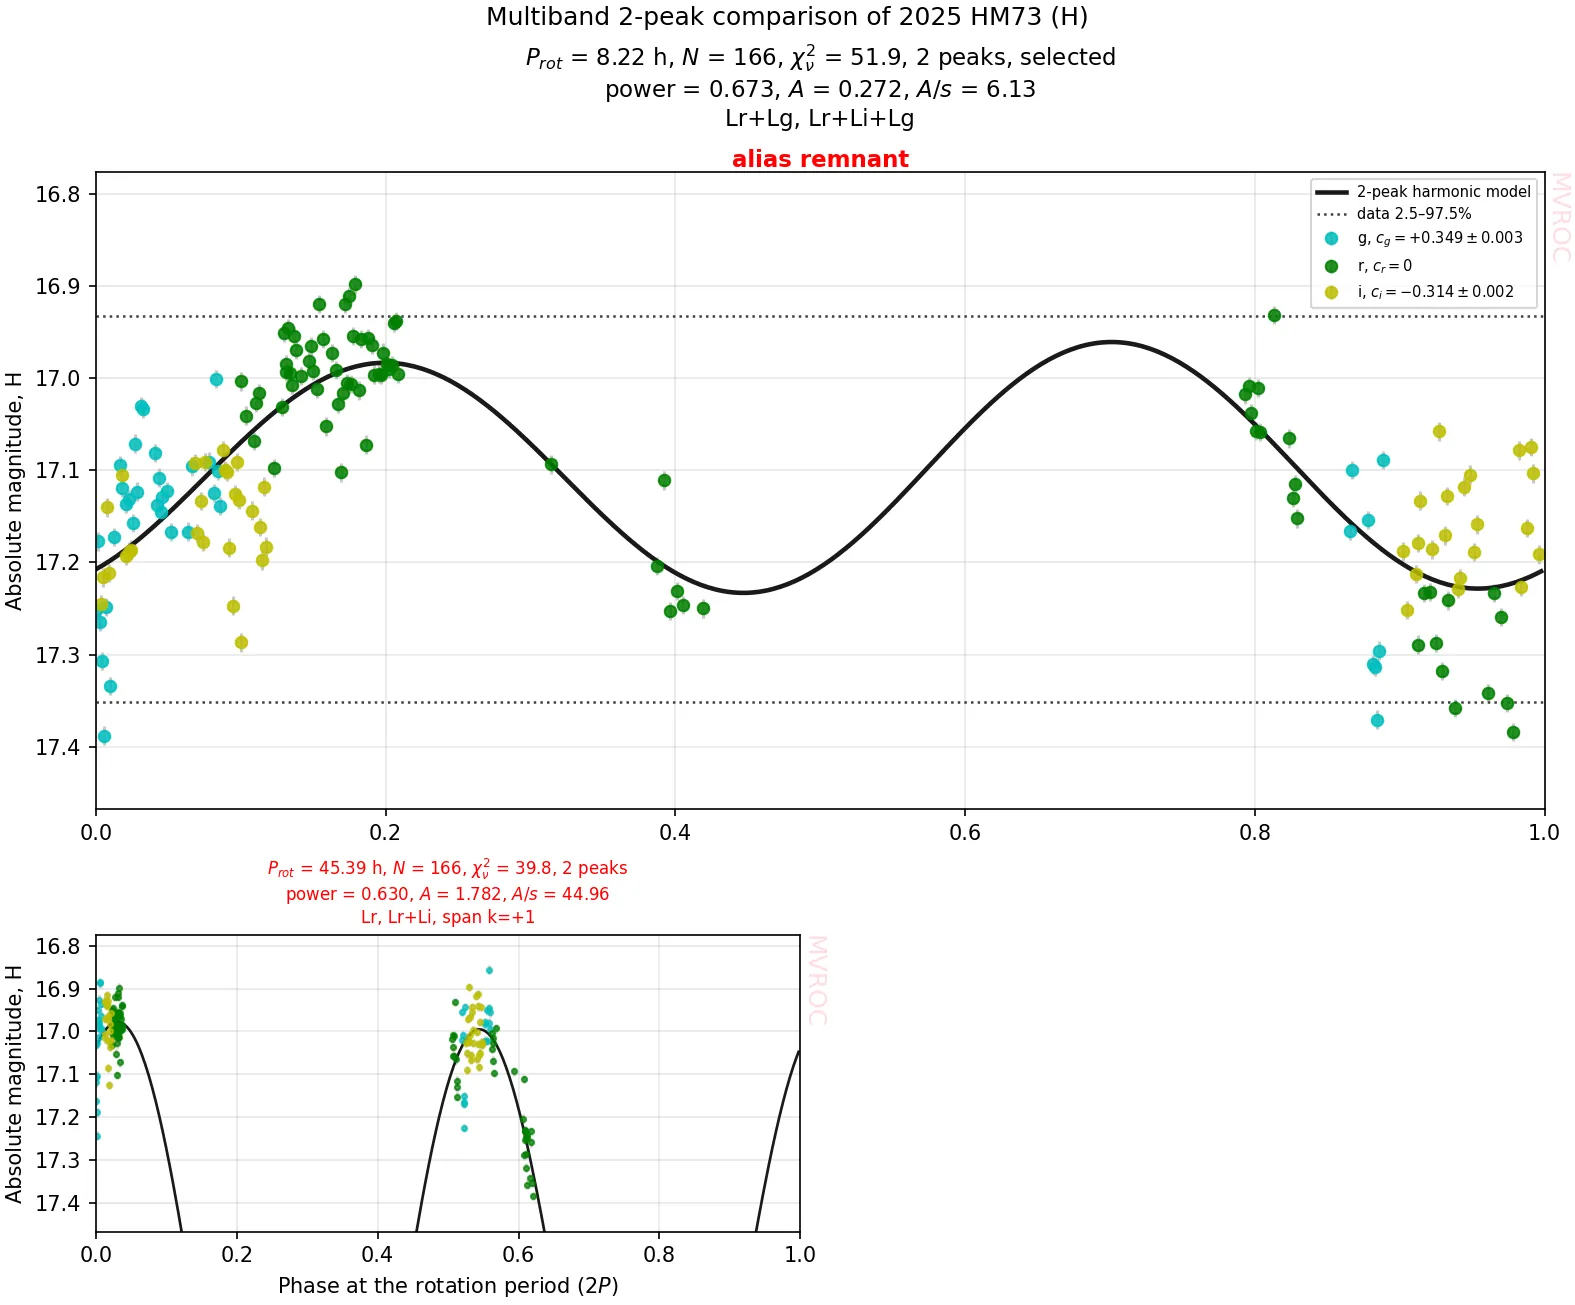 Multiband 2-peak comparison of 2025 HM73 (H)
P_rot = 8.22 h, N = 166, χ²_ν = 51.9, 2 peaks, selected
power = 0.673, A = 0.272, A/s = 6.13
Lr+Lg, Lr+Li+Lg
alias remnant
2-peak harmonic model
data 2.5–97.5%
g, c_g = +0.349 ± 0.003
r, c_r = 0
i, c_i = −0.314 ± 0.002
MVROC
Absolute magnitude, H
16.8
16.9
17.0
17.1
17.2
17.3
17.4
0.0 0.2 0.4 0.6 0.8 1.0
P_rot = 45.39 h, N = 166, χ²_ν = 39.8, 2 peaks
power = 0.630, A = 1.782, A/s = 44.96
Lr, Lr+Li, span k=+1
MVROC
Absolute magnitude, H
16.8
16.9
17.0
17.1
17.2
17.3
17.4
0.0 0.2 0.4 0.6 0.8 1.0
Phase at the rotation period (2P)